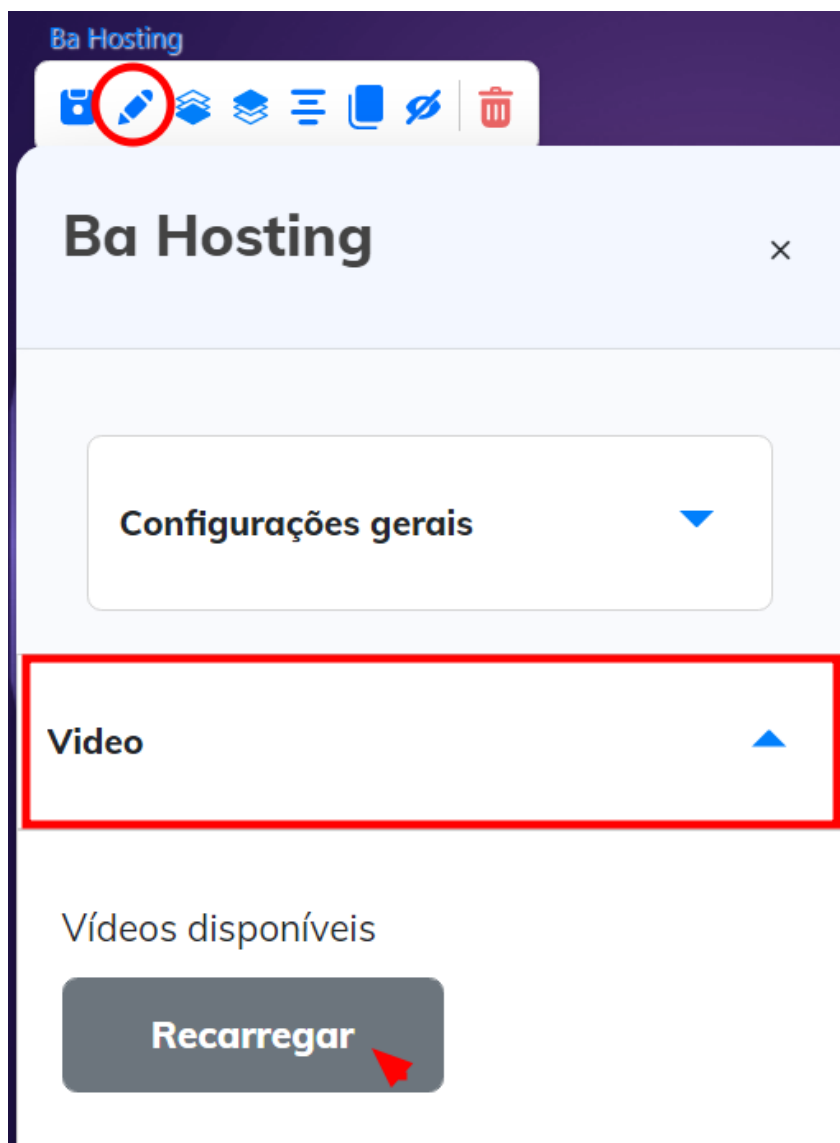 Ba Hosting
Ba Hosting
Configurações gerais
Video
Vídeos disponíveis
Recarregar